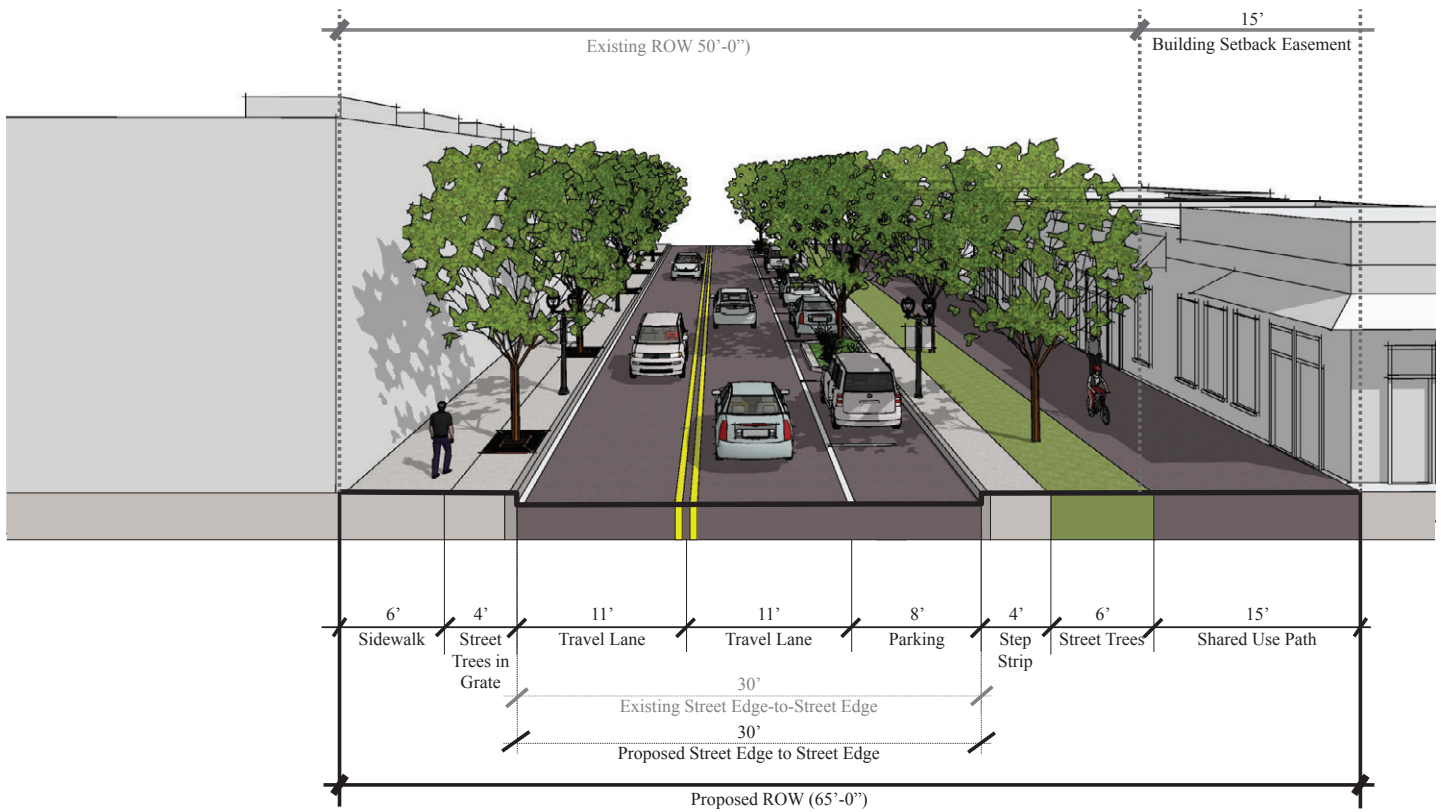 15’
Existing ROW 50’-0”)
Building Setback Easement
6’
4’
11’
11’
8’
4’
6’
15’
Sidewalk
Street
Trees in
Grate
Travel Lane
Travel Lane
Parking
Step
Strip
Street Trees
Shared Use Path
30’
Existing Street Edge-to-Street Edge
30’
Proposed Street Edge to Street Edge
Proposed ROW (65’-0”)